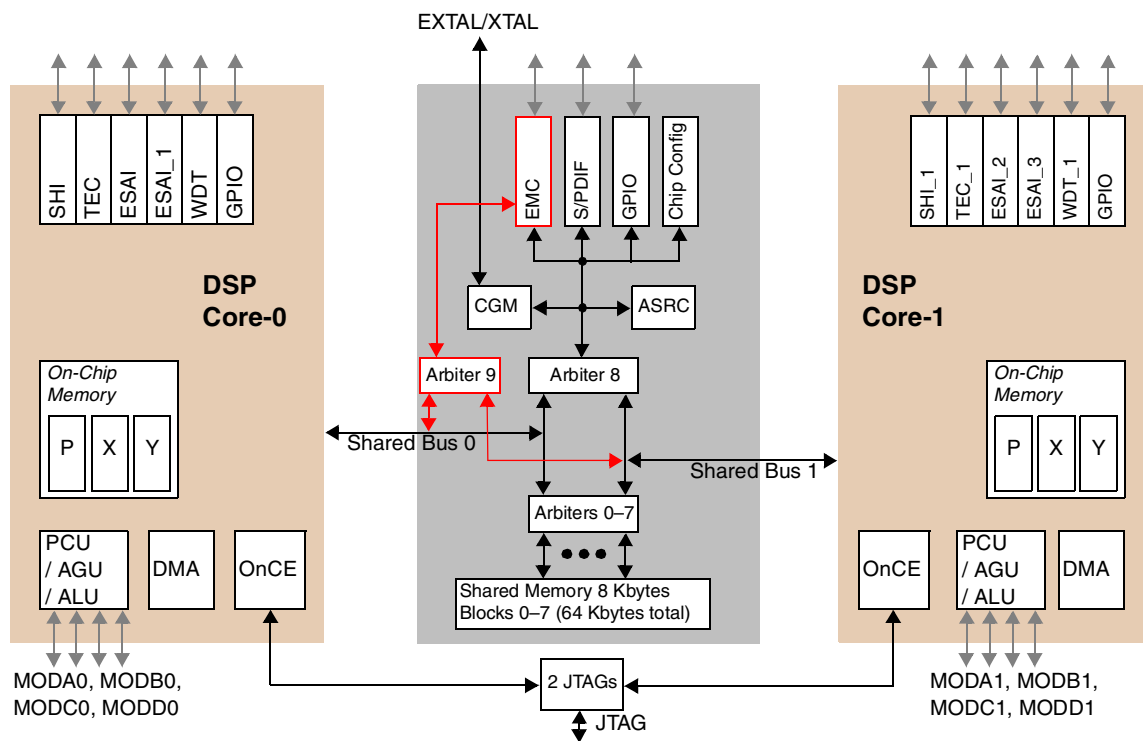 EXTAL/XTAL
SHI
TEC
ESAI
ESAI_1
WDT
GPIO
EMC
S/PDIF
GPIO
Chip Config
SHI_1
TEC_1
ESAI_2
ESAI_3
WDT_1
GPIO
DSP
Core-0
CGM
ASRC
DSP
Core-1
Arbiter 9
Arbiter 8
On-Chip
Memory
P
X
Y
Shared Bus 0
Shared Bus 1
On-Chip
Memory
P
X
Y
Arbiters 0–7
PCU
/ AGU
/ ALU
DMA
OnCE
Shared Memory 8 Kbytes
Blocks 0–7 (64 Kbytes total)
OnCE
PCU
/ AGU
/ ALU
DMA
MODA0, MODB0,
MODC0, MODD0
2 JTAGs
JTAG
MODA1, MODB1,
MODC1, MODD1